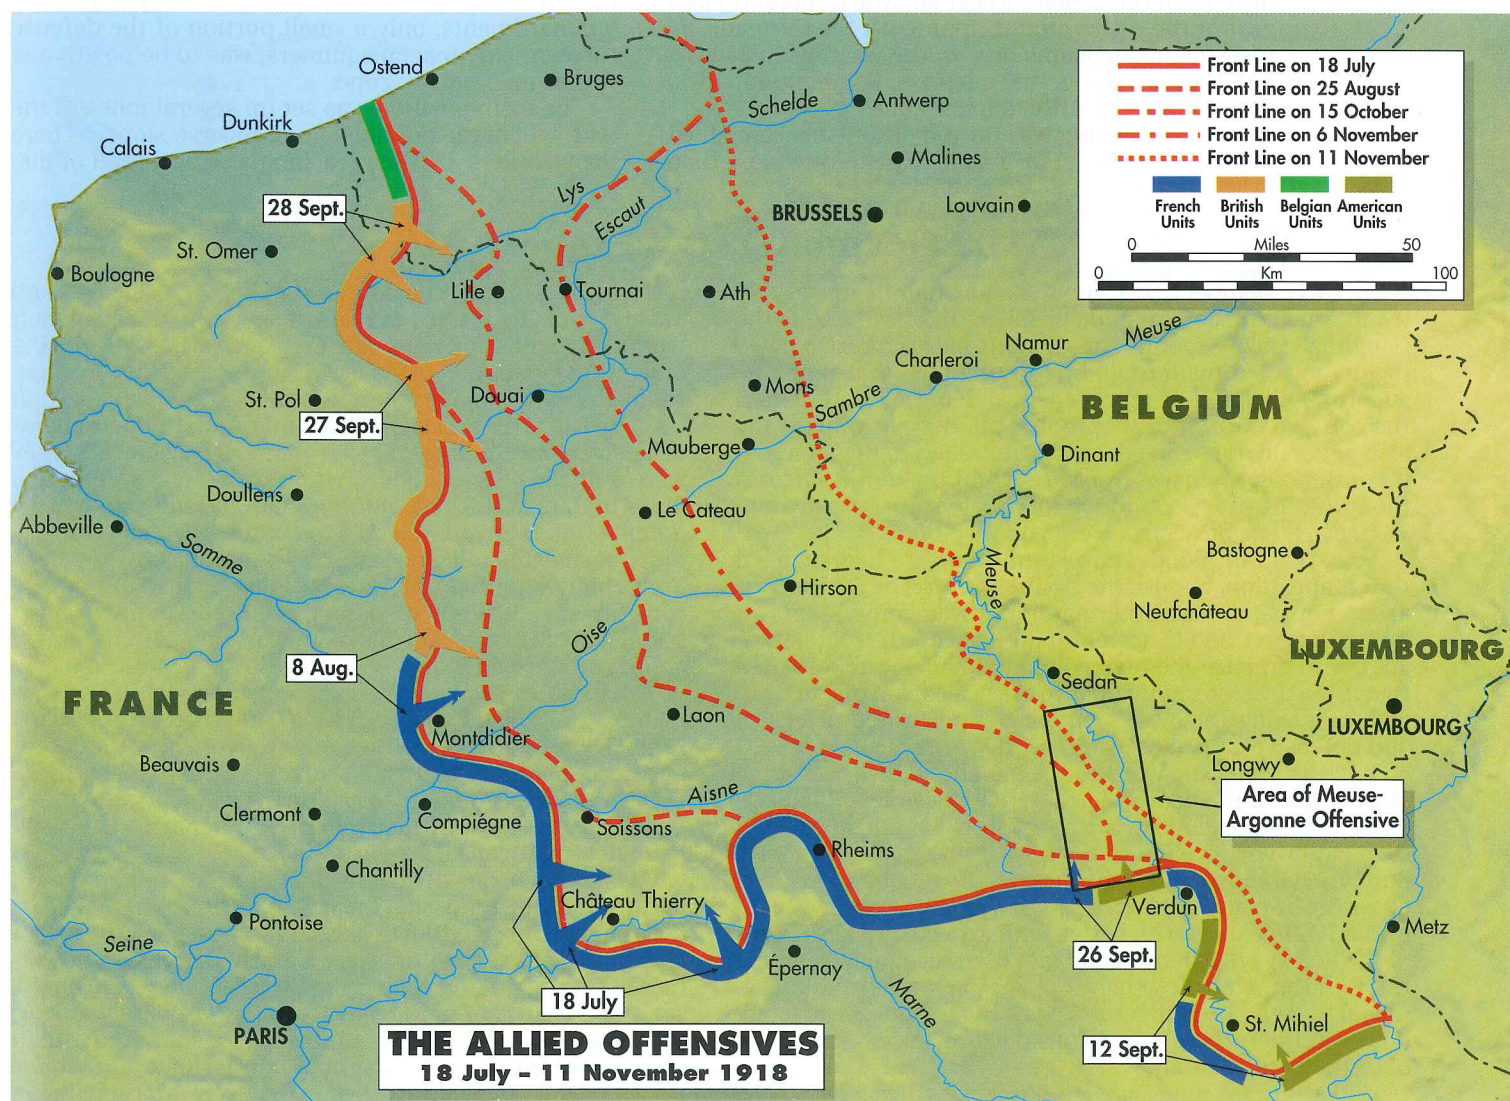 Front Line on 18 July
Front Line on 25 August
Front Line on 15 October
Front Line on 6 November
Front Line on 11 November
French Units
British Units
Belgian Units
American Units
0 Miles 50
0 Km 100
Ostend
Bruges
Schelde
Antwerp
Dunkirk
Calais
Malines
Lys
Escaut
BRUSSELS
Louvain
28 Sept.
St. Omer
Boulogne
Lille
Tournai
Ath
Meuse
Namur
Charleroi
Mons
Sambre
BELGIUM
St. Pol
Douai
27 Sept.
Mauberge
Dinant
Doullens
Le Cateau
Abbeville
Somme
Bastogne
Meuse
Hirson
Neufchâteau
Oise
LUXEMBOURG
8 Aug.
Sedan
FRANCE
Laon
LUXEMBOURG
Montdidier
Beauvais
Longwy
Aisne
Area of Meuse-
Argonne Offensive
Clermont
Compiégne
Soissons
Rheims
Chantilly
Château Thierry
Verdun
Pontoise
Metz
Seine
26 Sept.
Épernay
18 July
Marne
PARIS
St. Mihiel
12 Sept.
THE ALLIED OFFENSIVES
18 July – 11 November 1918